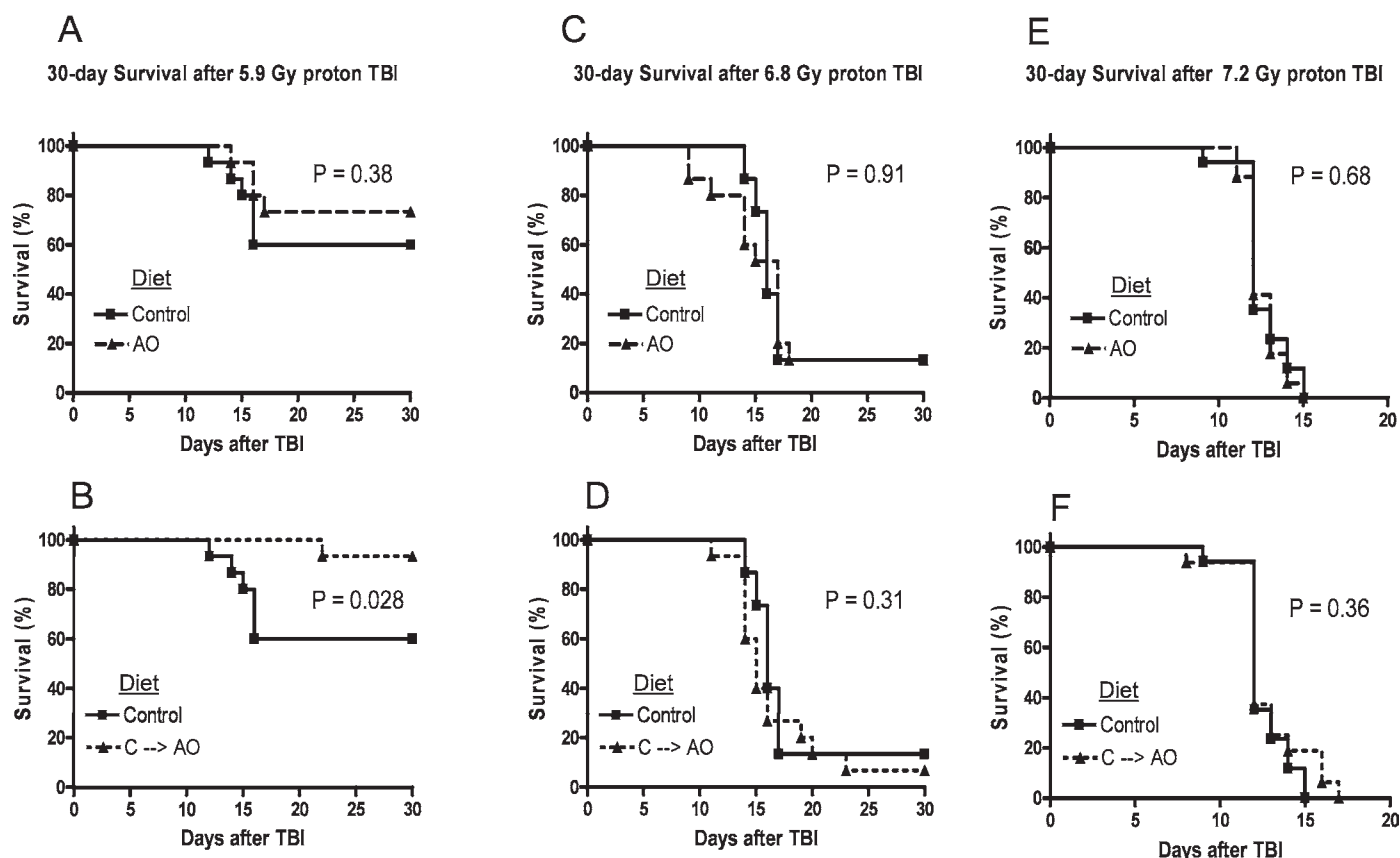 A
30-day Survival after 5.9 Gy proton TBI
Survival (%)
100
80
60
40
20
0
P = 0.38
Diet
Control
AO
0 5 10 15 20 25 30
Days after TBI
B
Survival (%)
100
80
60
40
20
0
P = 0.028
Diet
Control
C --> AO
0 5 10 15 20 25 30
Days after TBI
C
30-day Survival after 6.8 Gy proton TBI
Survival (%)
100
80
60
40
20
0
P = 0.91
Diet
Control
AO
0 5 10 15 20 25 30
Days after TBI
D
Survival (%)
100
80
60
40
20
0
P = 0.31
Diet
Control
C --> AO
0 5 10 15 20 25 30
Days after TBI
E
30-day Survival after 7.2 Gy proton TBI
Survival (%)
100
80
60
40
20
0
P = 0.68
Diet
Control
AO
0 5 10 15 20
Days after TBI
F
Survival (%)
100
80
60
40
20
0
P = 0.36
Diet
Control
C --> AO
0 5 10 15 20
Days after TBI